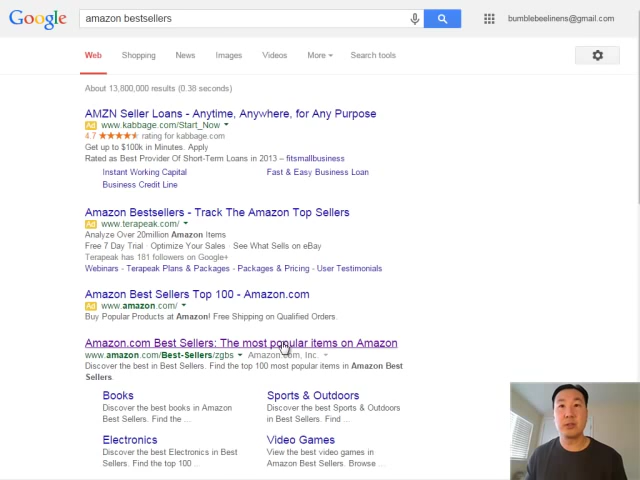 Google
amazon bestsellers
bumblebeelinens@gmail.com
Web Shopping News Images Videos More Search tools
About 13,800,000 results (0.38 seconds)
AMZN Seller Loans - Anytime, Anywhere, for Any Purpose
Ad www.kabbage.com/Start_Now
4.7 ★★★★★ rating for kabbage.com
Get up to $100k in Minutes. Apply
Rated as Best Provider Of Short-Term Loans in 2013 – fitsmallbusiness
Instant Working Capital Fast & Easy Business Loan
Business Credit Line
Amazon Bestsellers - Track The Amazon Top Sellers
Ad www.terapeak.com/
Analyze Over 20million Amazon Items
Free 7 Day Trial · Optimize Your Sales · See What Sells on eBay
Terapeak has 181 followers on Google+
Webinars - Terapeak Plans & Packages - Packages & Pricing - User Testimonials
Amazon Best Sellers Top 100 - Amazon.com
Ad www.amazon.com/
Buy Popular Products at Amazon! Free Shipping on Qualified Orders.
Amazon.com Best Sellers: The most popular items on Amazon
www.amazon.com/Best-Sellers/zgbs Amazon.com, Inc.
Discover the best in Best Sellers. Find the top 100 most popular items in Amazon Best
Sellers.
Books Sports & Outdoors
Discover the best books in Amazon Discover the best Sports & Outdoors
Best Sellers. Find the ... in Best Sellers. Find ...
Electronics Video Games
Discover the best Electronics in Best View the best video games in
Sellers. Find the top 100 ... Amazon Best Sellers. Browse ...